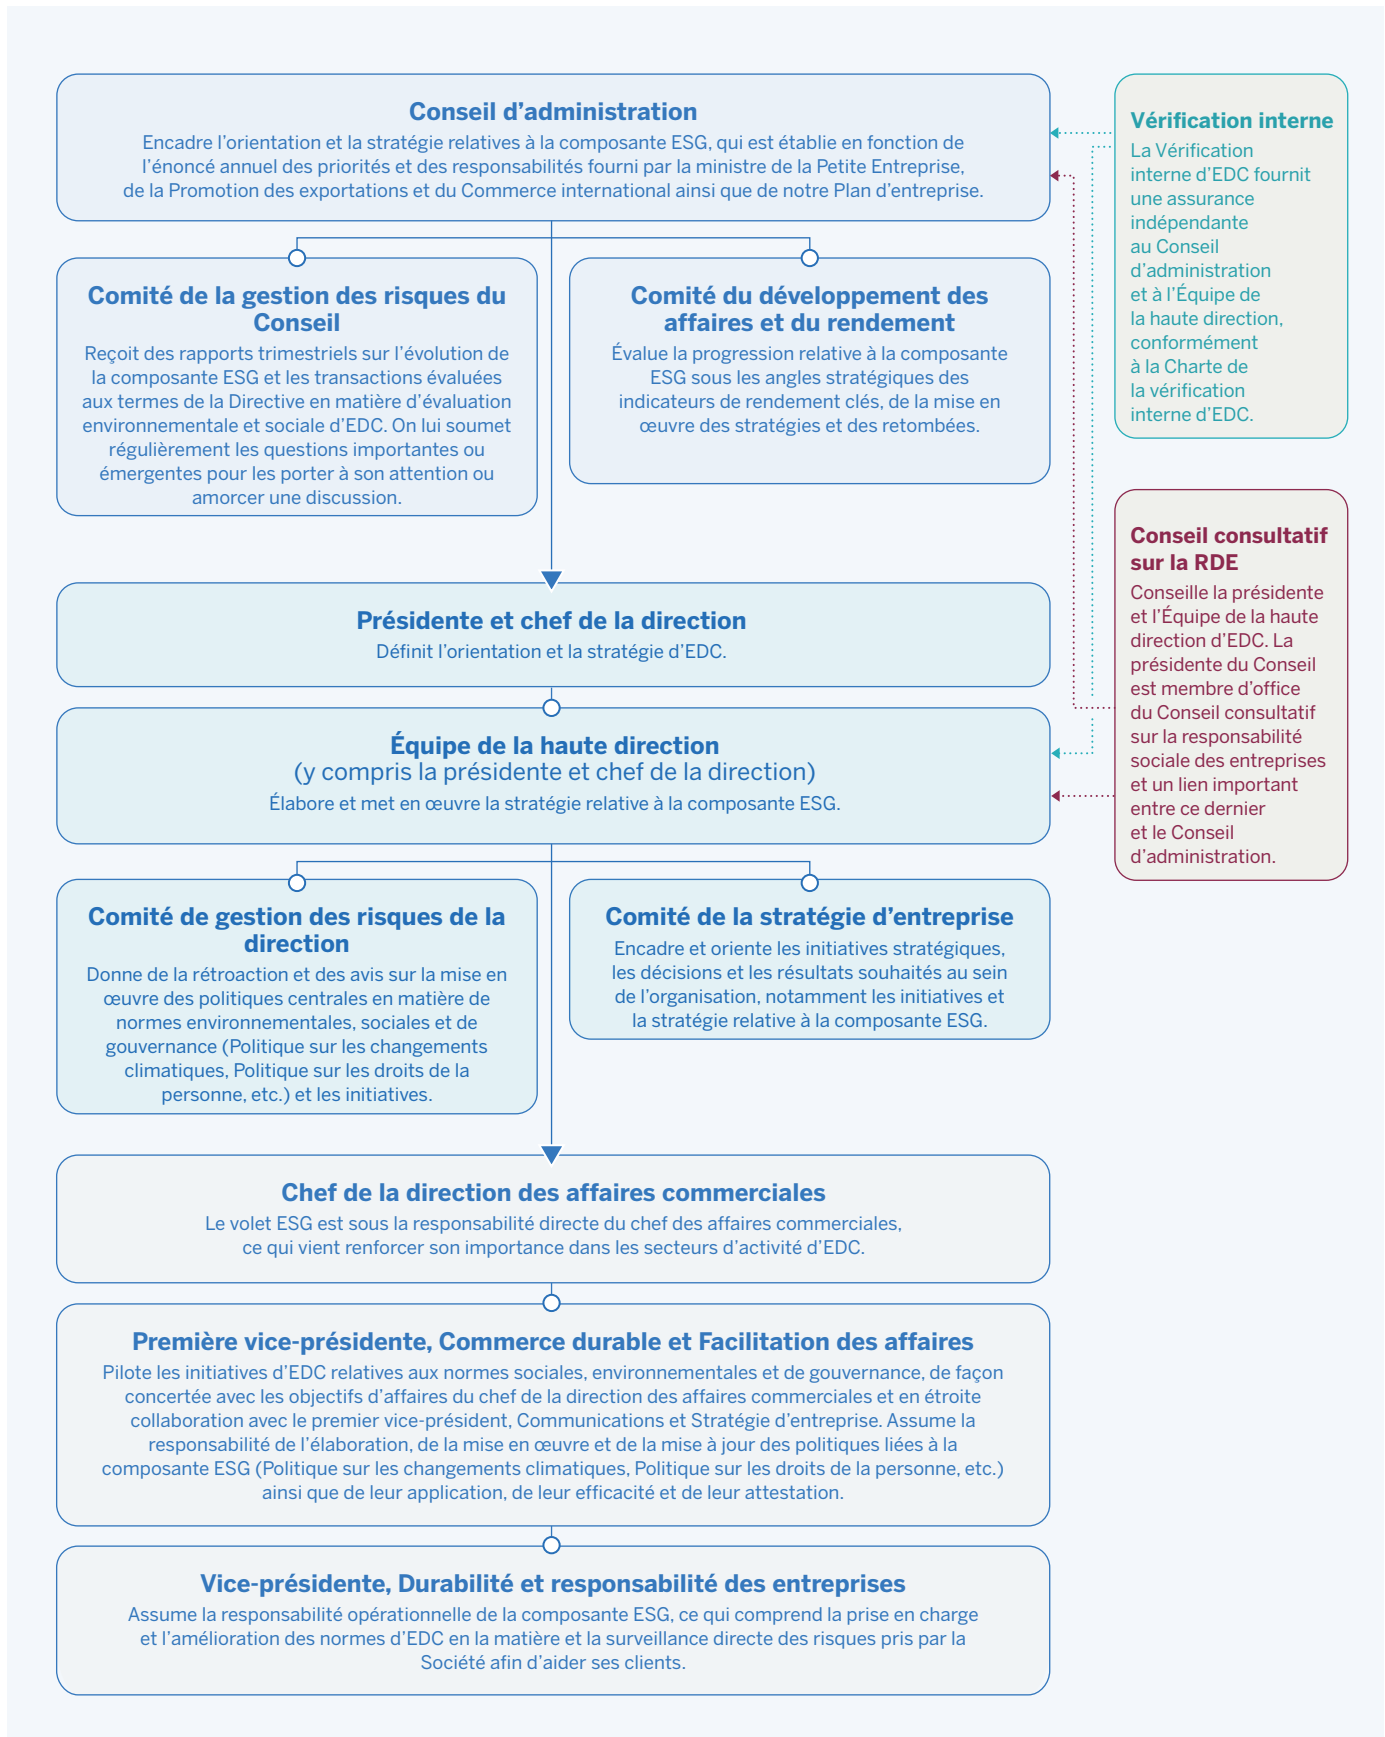 Conseil d’administration
Encadre l’orientation et la stratégie relatives à la composante ESG, qui est établie en fonction de
l’énoncé annuel des priorités et des responsabilités fourni par la ministre de la Petite Entreprise,
de la Promotion des exportations et du Commerce international ainsi que de notre Plan d’entreprise.
Comité de la gestion des risques du
Conseil
Reçoit des rapports trimestriels sur l’évolution de
la composante ESG et les transactions évaluées
aux termes de la Directive en matière d’évaluation
environnementale et sociale d’EDC. On lui soumet
régulièrement les questions importantes ou
émergentes pour les porter à son attention ou
amorcer une discussion.
Comité du développement des
affaires et du rendement
Évalue la progression relative à la composante
ESG sous les angles stratégiques des
indicateurs de rendement clés, de la mise en
œuvre des stratégies et des retombées.
Présidente et chef de la direction
Définit l’orientation et la stratégie d’EDC.
Équipe de la haute direction
(y compris la présidente et chef de la direction)
Élabore et met en œuvre la stratégie relative à la composante ESG.
Comité de gestion des risques de la
direction
Donne de la rétroaction et des avis sur la mise en
œuvre des politiques centrales en matière de
normes environnementales, sociales et de
gouvernance (Politique sur les changements
climatiques, Politique sur les droits de la
personne, etc.) et les initiatives.
Comité de la stratégie d’entreprise
Encadre et oriente les initiatives stratégiques,
les décisions et les résultats souhaités au sein
de l’organisation, notamment les initiatives et
la stratégie relative à la composante ESG.
Chef de la direction des affaires commerciales
Le volet ESG est sous la responsabilité directe du chef des affaires commerciales,
ce qui vient renforcer son importance dans les secteurs d’activité d’EDC.
Première vice-présidente, Commerce durable et Facilitation des affaires
Pilote les initiatives d’EDC relatives aux normes sociales, environnementales et de gouvernance, de façon
concertée avec les objectifs d’affaires du chef de la direction des affaires commerciales et en étroite
collaboration avec le premier vice-président, Communications et Stratégie d’entreprise. Assume la
responsabilité de l’élaboration, de la mise en œuvre et de la mise à jour des politiques liées à la
composante ESG (Politique sur les changements climatiques, Politique sur les droits de la personne, etc.)
ainsi que de leur application, de leur efficacité et de leur attestation.
Vice-présidente, Durabilité et responsabilité des entreprises
Assume la responsabilité opérationnelle de la composante ESG, ce qui comprend la prise en charge
et l’amélioration des normes d’EDC en la matière et la surveillance directe des risques pris par la
Société afin d’aider ses clients.
Vérification interne
La Vérification
interne d’EDC fournit
une assurance
indépendante
au Conseil
d’administration
et à l’Équipe de
la haute direction,
conformément
à la Charte de
la vérification
interne d’EDC.
Conseil consultatif
sur la RDE
Conseille la présidente
et l’Équipe de la haute
direction d’EDC. La
présidente du Conseil
est membre d’office
du Conseil consultatif
sur la responsabilité
sociale des entreprises
et un lien important
entre ce dernier
et le Conseil
d’administration.